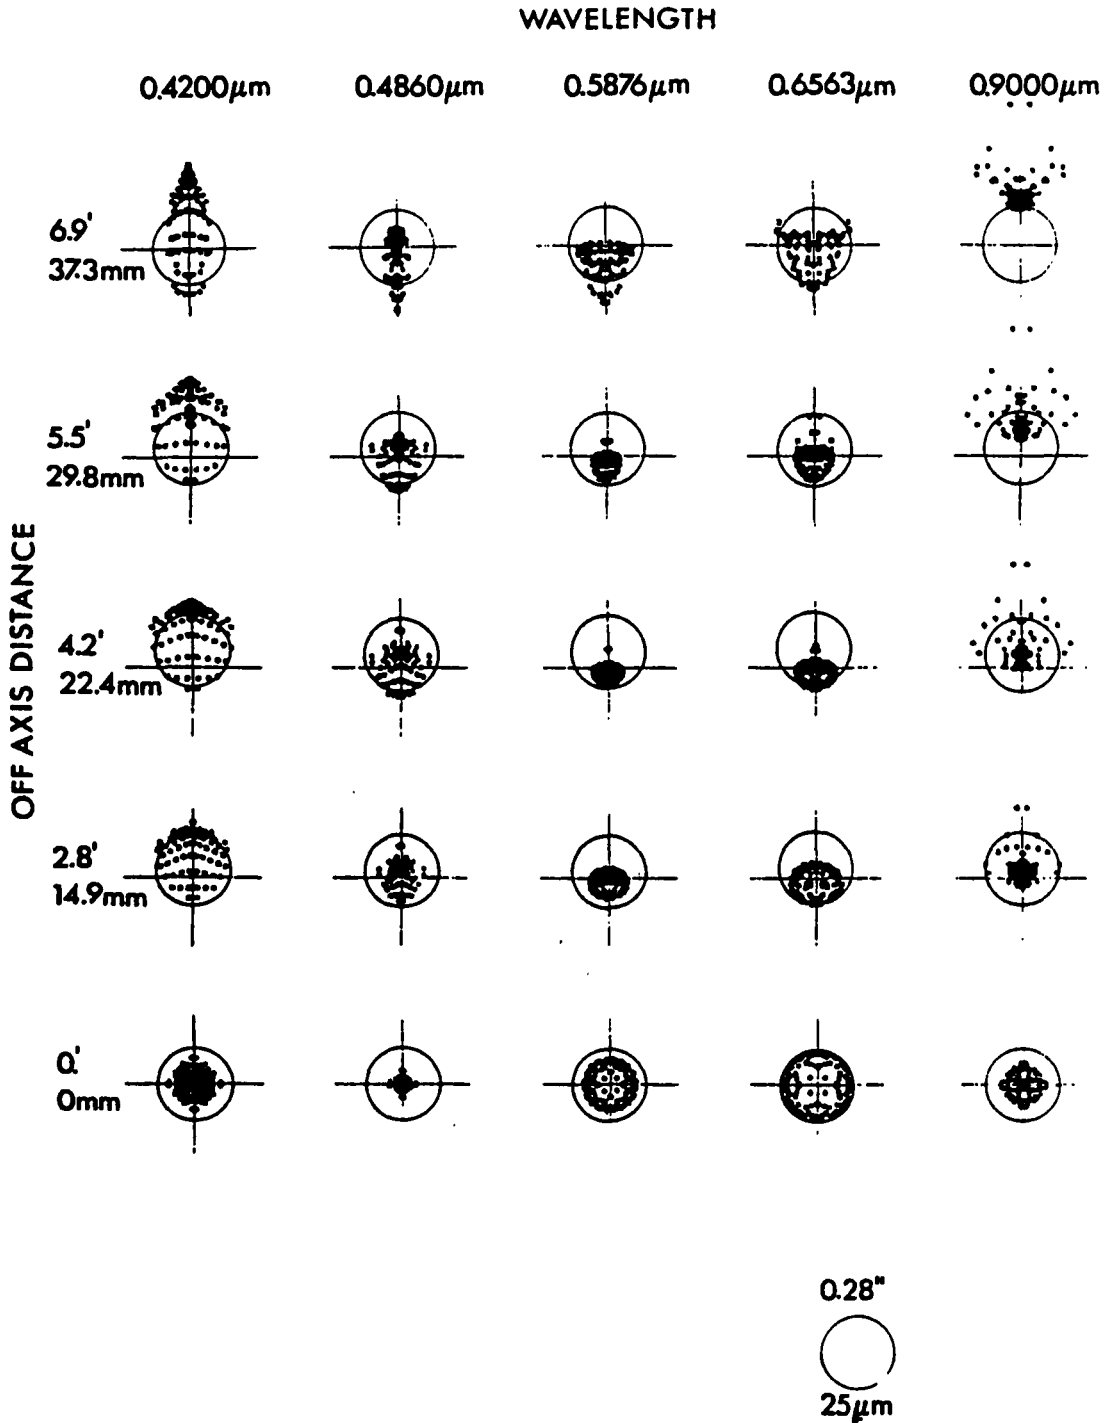 WAVELENGTH
0.4200μm 0.4860μm 0.5876μm 0.6563μm 0.9000μm
6.9'
37.3mm
5.5'
29.8mm
OFF AXIS DISTANCE
4.2'
22.4mm
2.8'
14.9mm
0.'
0mm
0.28"
25μm